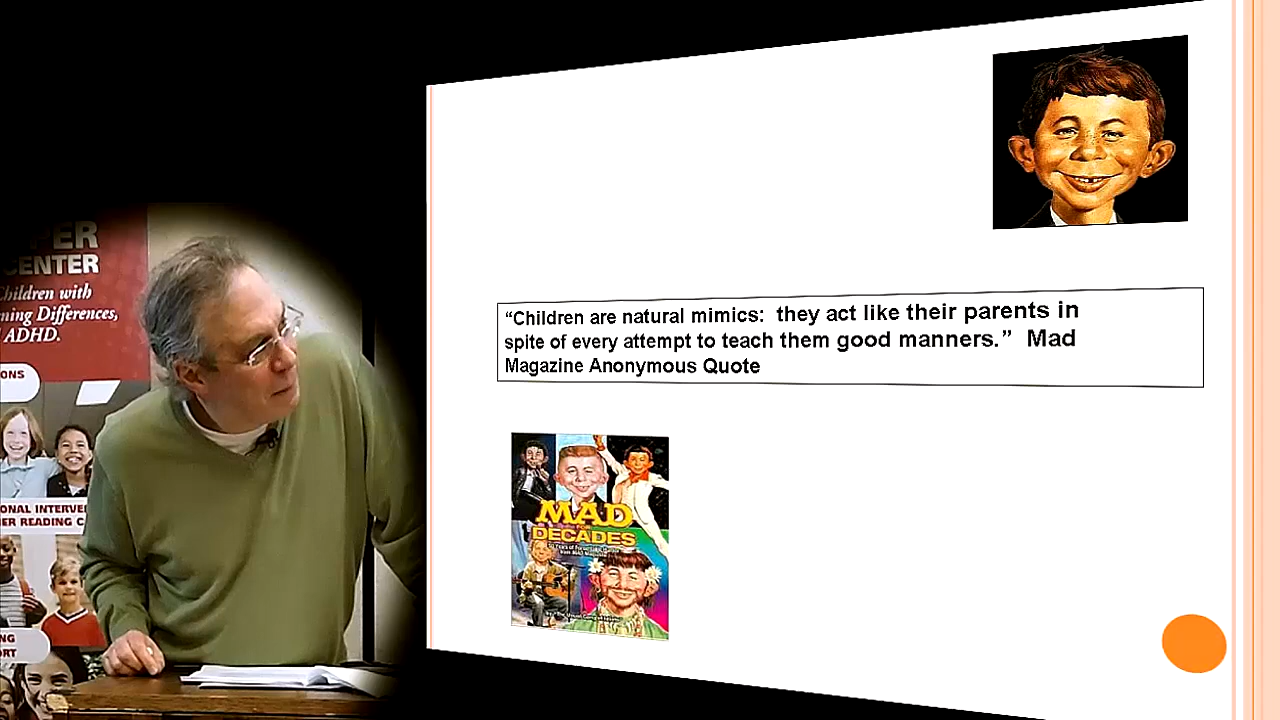 PER
CENTER
Children with
ning Differences,
ADHD.
ONS
ONAL INTERVE
ER READING C
NG
ORT
“Children are natural mimics:  they act like their parents in
spite of every attempt to teach them good manners.”  Mad
Magazine Anonymous Quote
MAD
FOR
DECADES